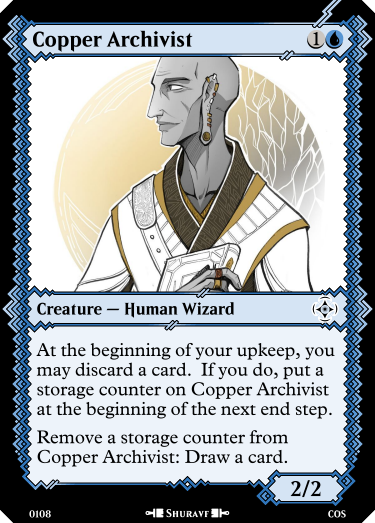 Copper Archivist 1
Creature — Human Wizard
At the beginning of your upkeep, you
may discard a card. If you do, put a
storage counter on Copper Archivist
at the beginning of the next end step.
Remove a storage counter from
Copper Archivist: Draw a card.
2/2
0108 Shurayf COS